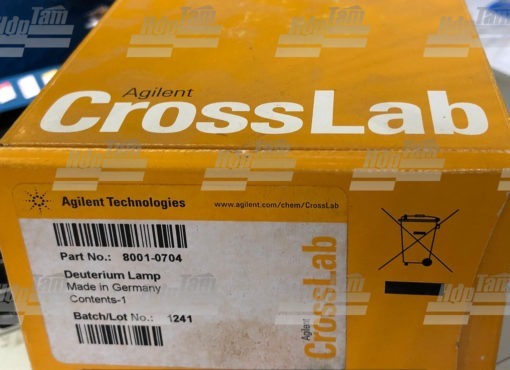 Agilent
CrossLab
Agilent Technologies
www.agilent.com/chem/CrossLab
Part No.: 8001-0704
Deuterium Lamp
Made in Germany
Contents-1
Batch/Lot No.: 1241
Agilent
CrossLab
HdpTam